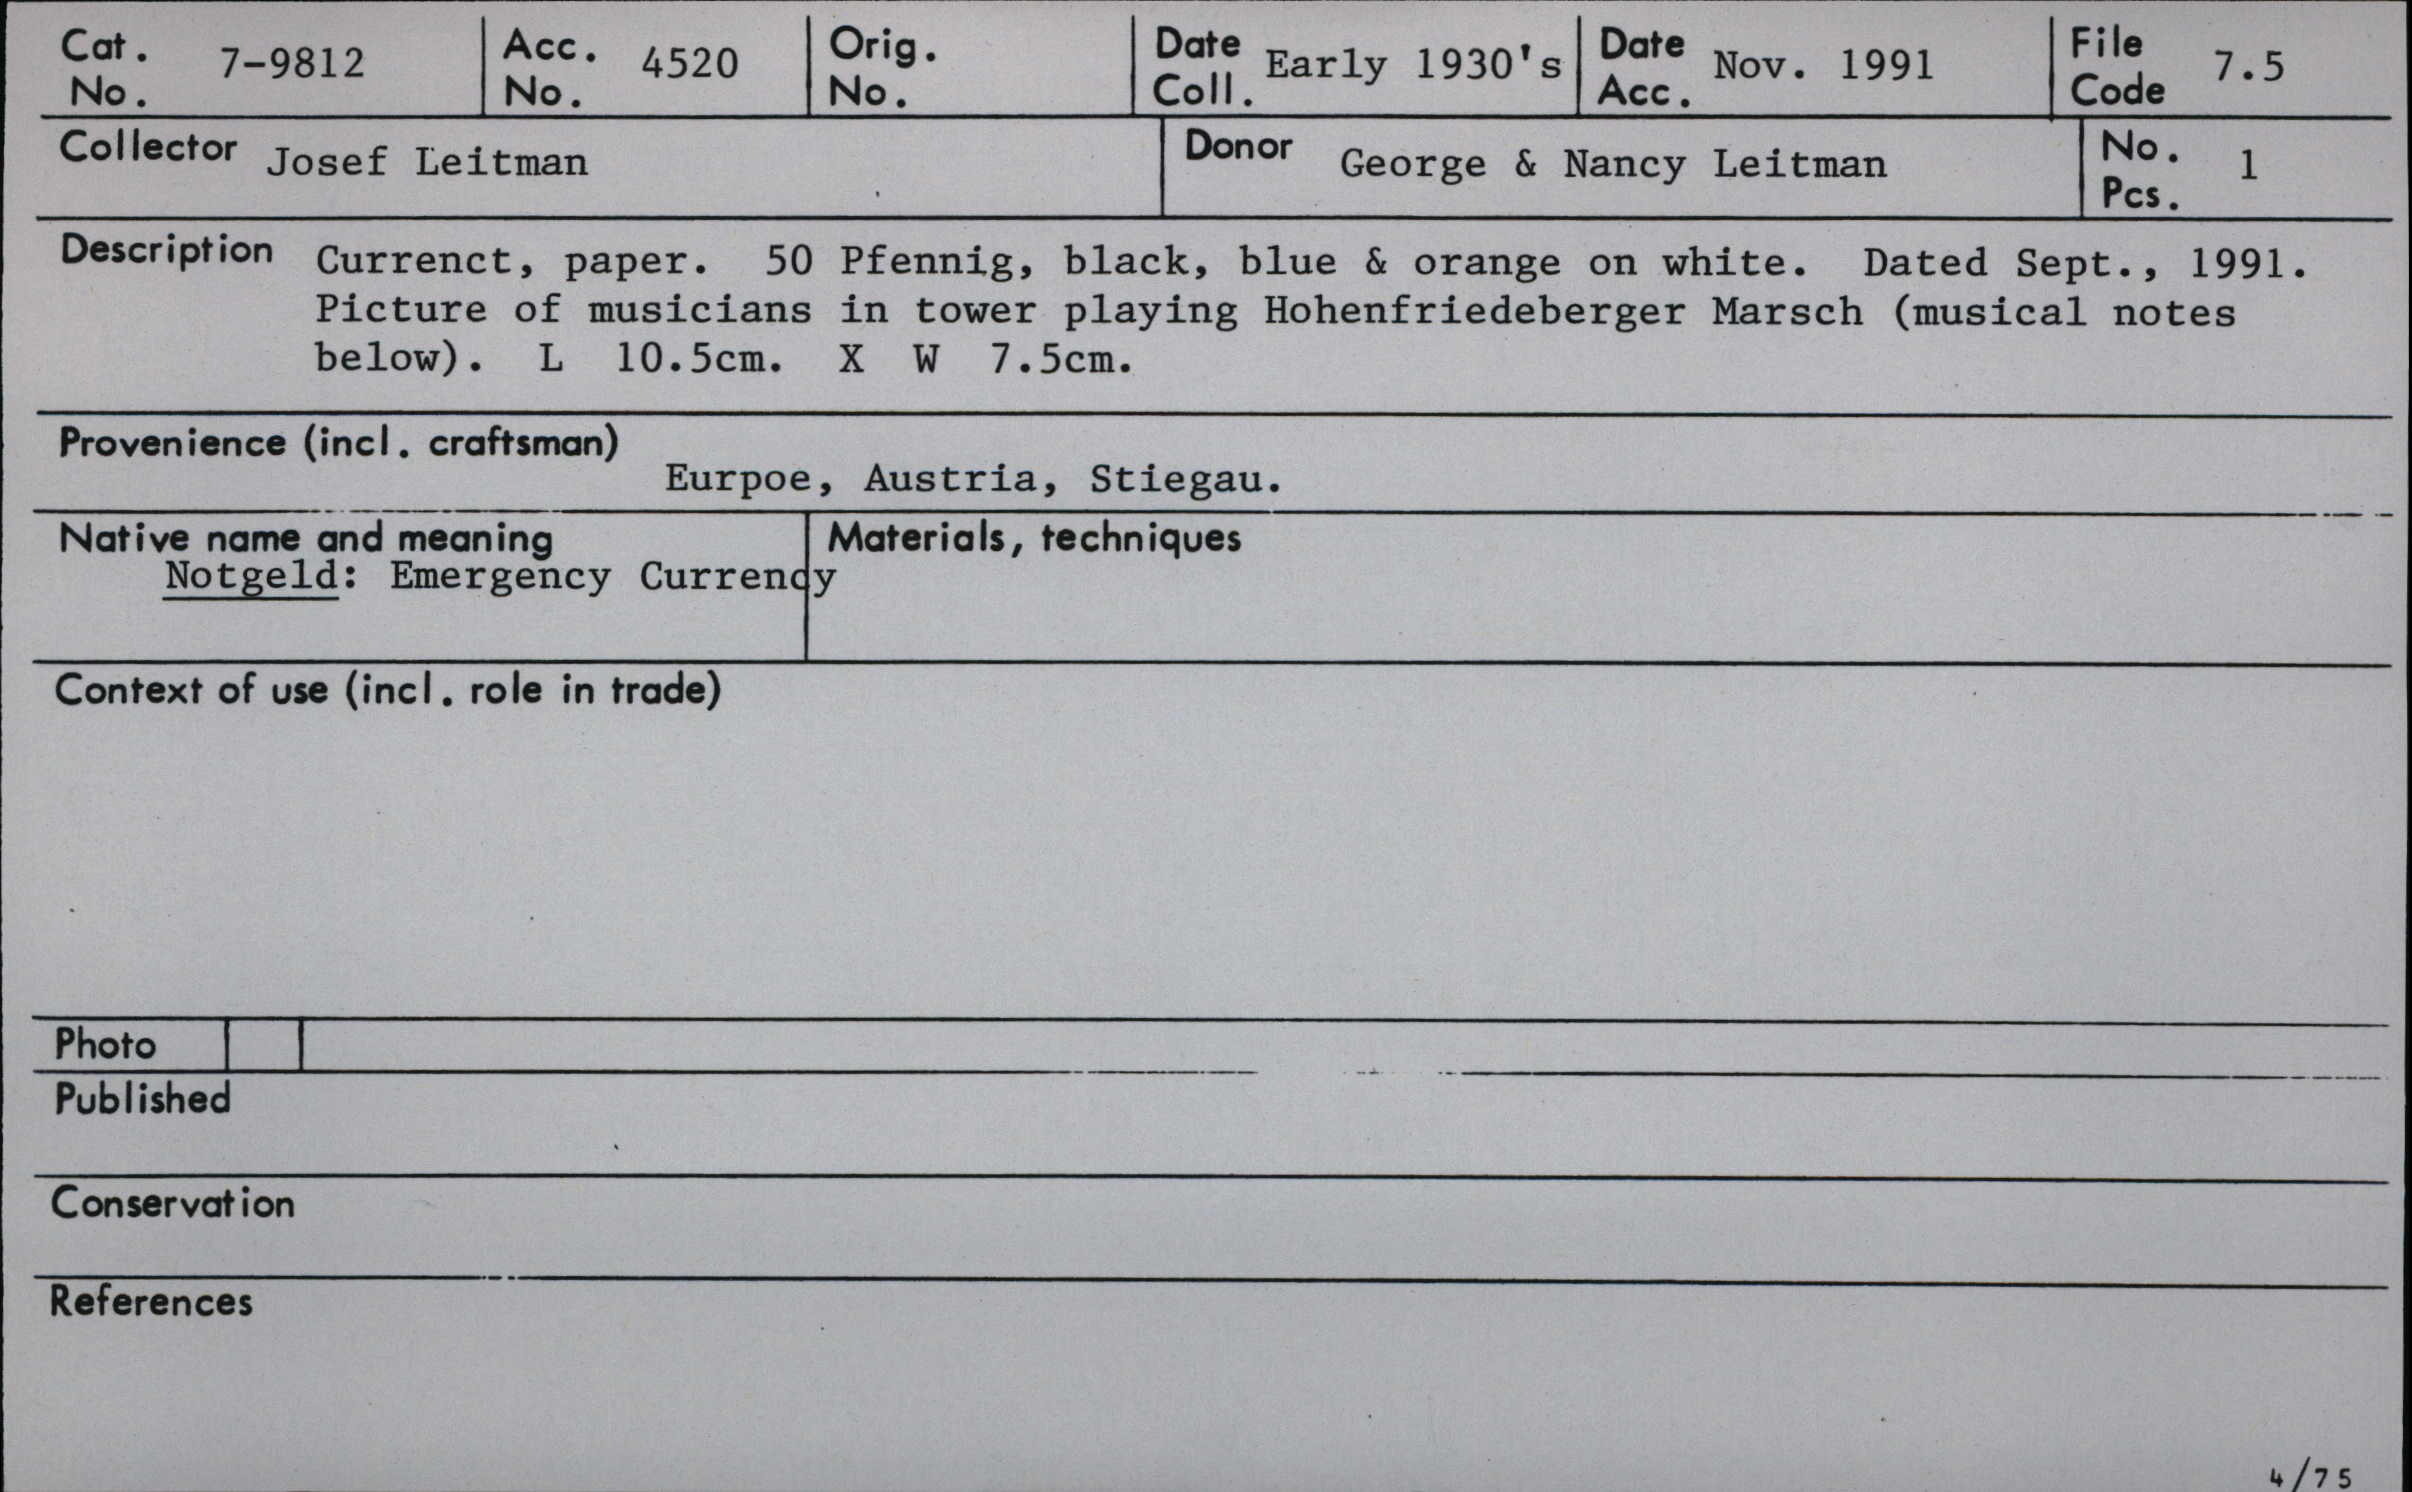 Cat. No. 7-9812 Acc. No. 4520 Orig. No. Date Coll. Early 1930's Date Acc. Nov. 1991 File Code 7.5
Collector Josef Leitman Donor George & Nancy Leitman No. Pcs. 1
Description Currenct, paper. 50 Pfennig, black, blue & orange on white. Dated Sept., 1991.
Picture of musicians in tower playing Hohenfriedeberger Marsch (musical notes
below). L 10.5cm. X W 7.5cm.
Provenience (incl. craftsman)
Eurpoe, Austria, Stiegau.
Native name and meaning Materials, techniques
Notgeld: Emergency Currency
Context of use (incl. role in trade)
Photo
Published
Conservation
References
4/75